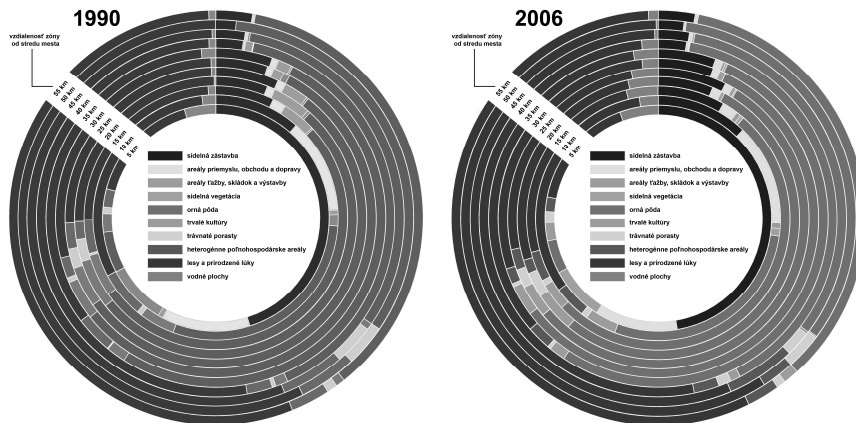 1990
vzdialenosť zóny
od stredu mesta
55 km
50 km
45 km
40 km
35 km
30 km
25 km
20 km
15 km
10 km
5 km
sídelná zástavba
areály priemyslu, obchodu a dopravy
areály ťažby, skládok a výstavby
sídelná vegetácia
orná pôda
trvalé kultúry
trávnaté porasty
heterogénne poľnohospodárske areály
lesy a prirodzené lúky
vodné plochy
2006
vzdialenosť zóny
od stredu mesta
55 km
50 km
45 km
40 km
35 km
30 km
25 km
20 km
15 km
10 km
5 km
sídelná zástavba
areály priemyslu, obchodu a dopravy
areály ťažby, skládok a výstavby
sídelná vegetácia
orná pôda
trvalé kultúry
trávnaté porasty
heterogénne poľnohospodárske areály
lesy a prirodzené lúky
vodné plochy